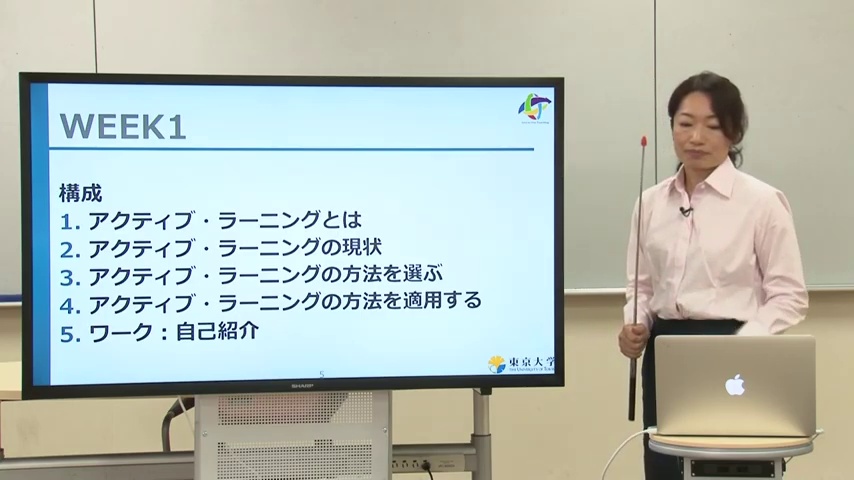 WEEK1
構成
1. アクティブ・ラーニングとは
2. アクティブ・ラーニングの現状
3. アクティブ・ラーニングの方法を選ぶ
4. アクティブ・ラーニングの方法を適用する
5. ワーク：自己紹介
5
東京大学
SHARP